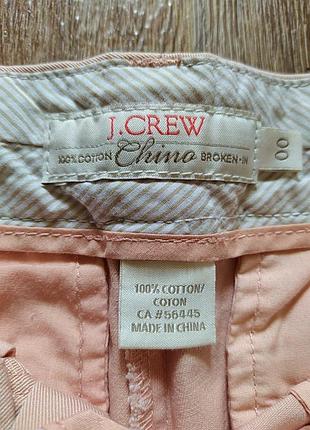 J.CREW
100% COTTON Chino BROKEN-IN
00
100% COTTON/
COTON
CA #56445
MADE IN CHINA